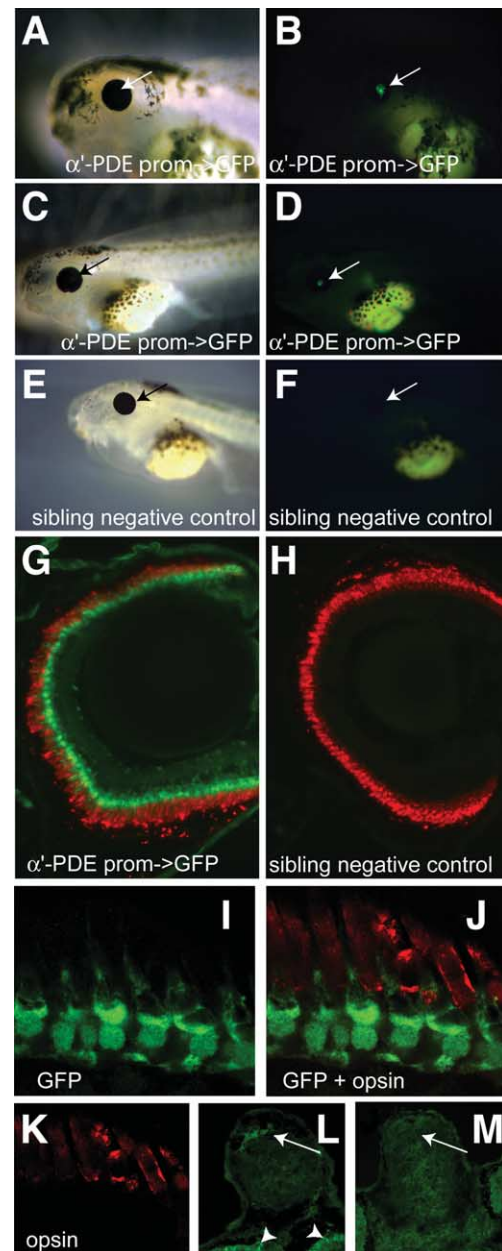 A
α'-PDE prom->GFP
B
α'-PDE prom->GFP
C
α'-PDE prom->GFP
D
α'-PDE prom->GFP
E
sibling negative control
F
sibling negative control
G
α'-PDE prom->GFP
H
sibling negative control
I
GFP
J
GFP + opsin
K
opsin
L
M